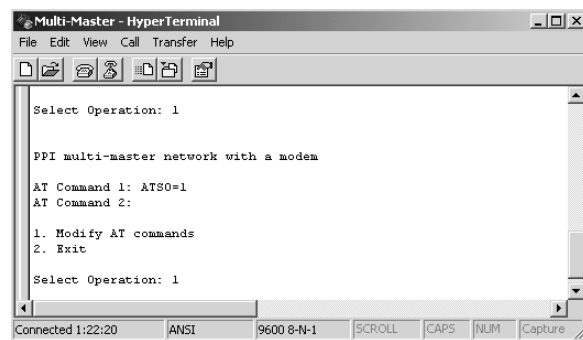 Multi-Master - HyperTerminal
File Edit View Call Transfer Help
Select Operation: 1
PPI multi-master network with a modem
AT Command 1: ATS0=1
AT Command 2:
1. Modify AT commands
2. Exit
Select Operation: 1
Connected 1:22:20 ANSI 9600 8-N-1 SCROLL CAPS NUM Capture